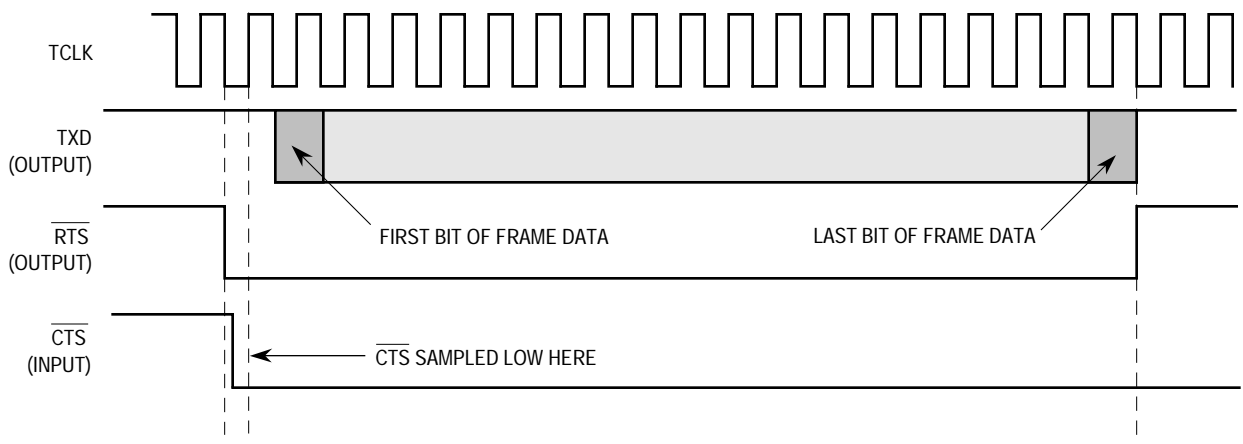 TCLK
TXD
(OUTPUT)
RTS
(OUTPUT)
FIRST BIT OF FRAME DATA
LAST BIT OF FRAME DATA
CTS
(INPUT)
CTS SAMPLED LOW HERE